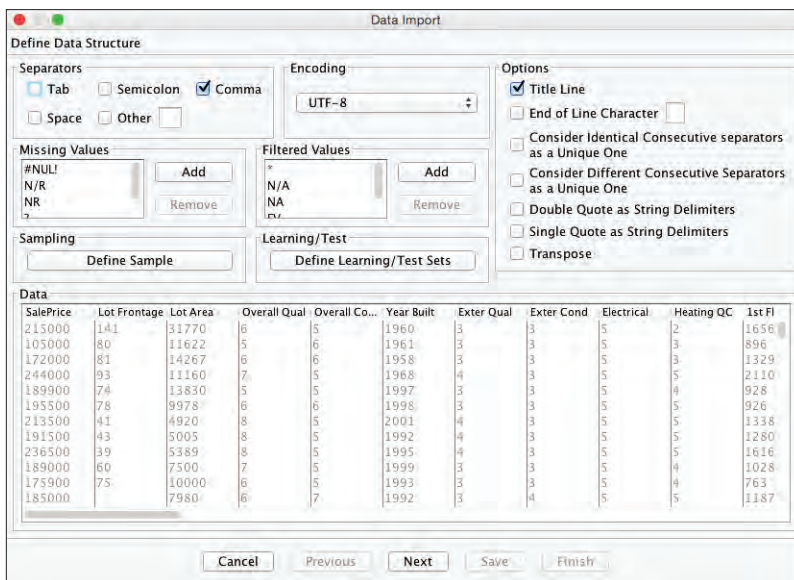 Data Import
Define Data Structure
Separators
Tab
Semicolon
Comma
Space
Other
Encoding
UTF-8
Options
Title Line
End of Line Character
Consider Identical Consecutive separators
as a Unique One
Consider Different Consecutive Separators
as a Unique One
Double Quote as String Delimiters
Single Quote as String Delimiters
Transpose
Missing Values
#NUL!
N/R
NR
Add
Remove
Filtered Values
*
N/A
NA
Add
Remove
Sampling
Define Sample
Learning/Test
Define Learning/Test Sets
Data
SalePrice Lot Frontage Lot Area Overall Qual Overall Co... Year Built Exter Qual Exter Cond Electrical Heating QC 1st Fl
215000 141 31770 6 5 1960 3 3 5 2 1656
105000 80 11622 5 6 1961 3 3 5 3 896
172000 81 14267 6 6 1958 3 3 5 3 1329
244000 93 11160 7 5 1968 4 3 5 5 2110
189900 74 13830 5 5 1997 3 3 5 4 928
195500 78 9978 6 6 1998 3 3 5 5 926
213500 41 4920 8 5 2001 4 3 5 5 1338
191500 43 5005 8 5 1992 4 3 5 5 1280
236500 39 5389 8 5 1995 4 3 5 5 1616
189000 60 7500 7 5 1999 3 3 5 4 1028
175900 75 10000 6 5 1993 3 3 5 4 763
185000 7980 6 7 1992 3 4 5 5 1187
Cancel
Previous
Next
Save
Finish